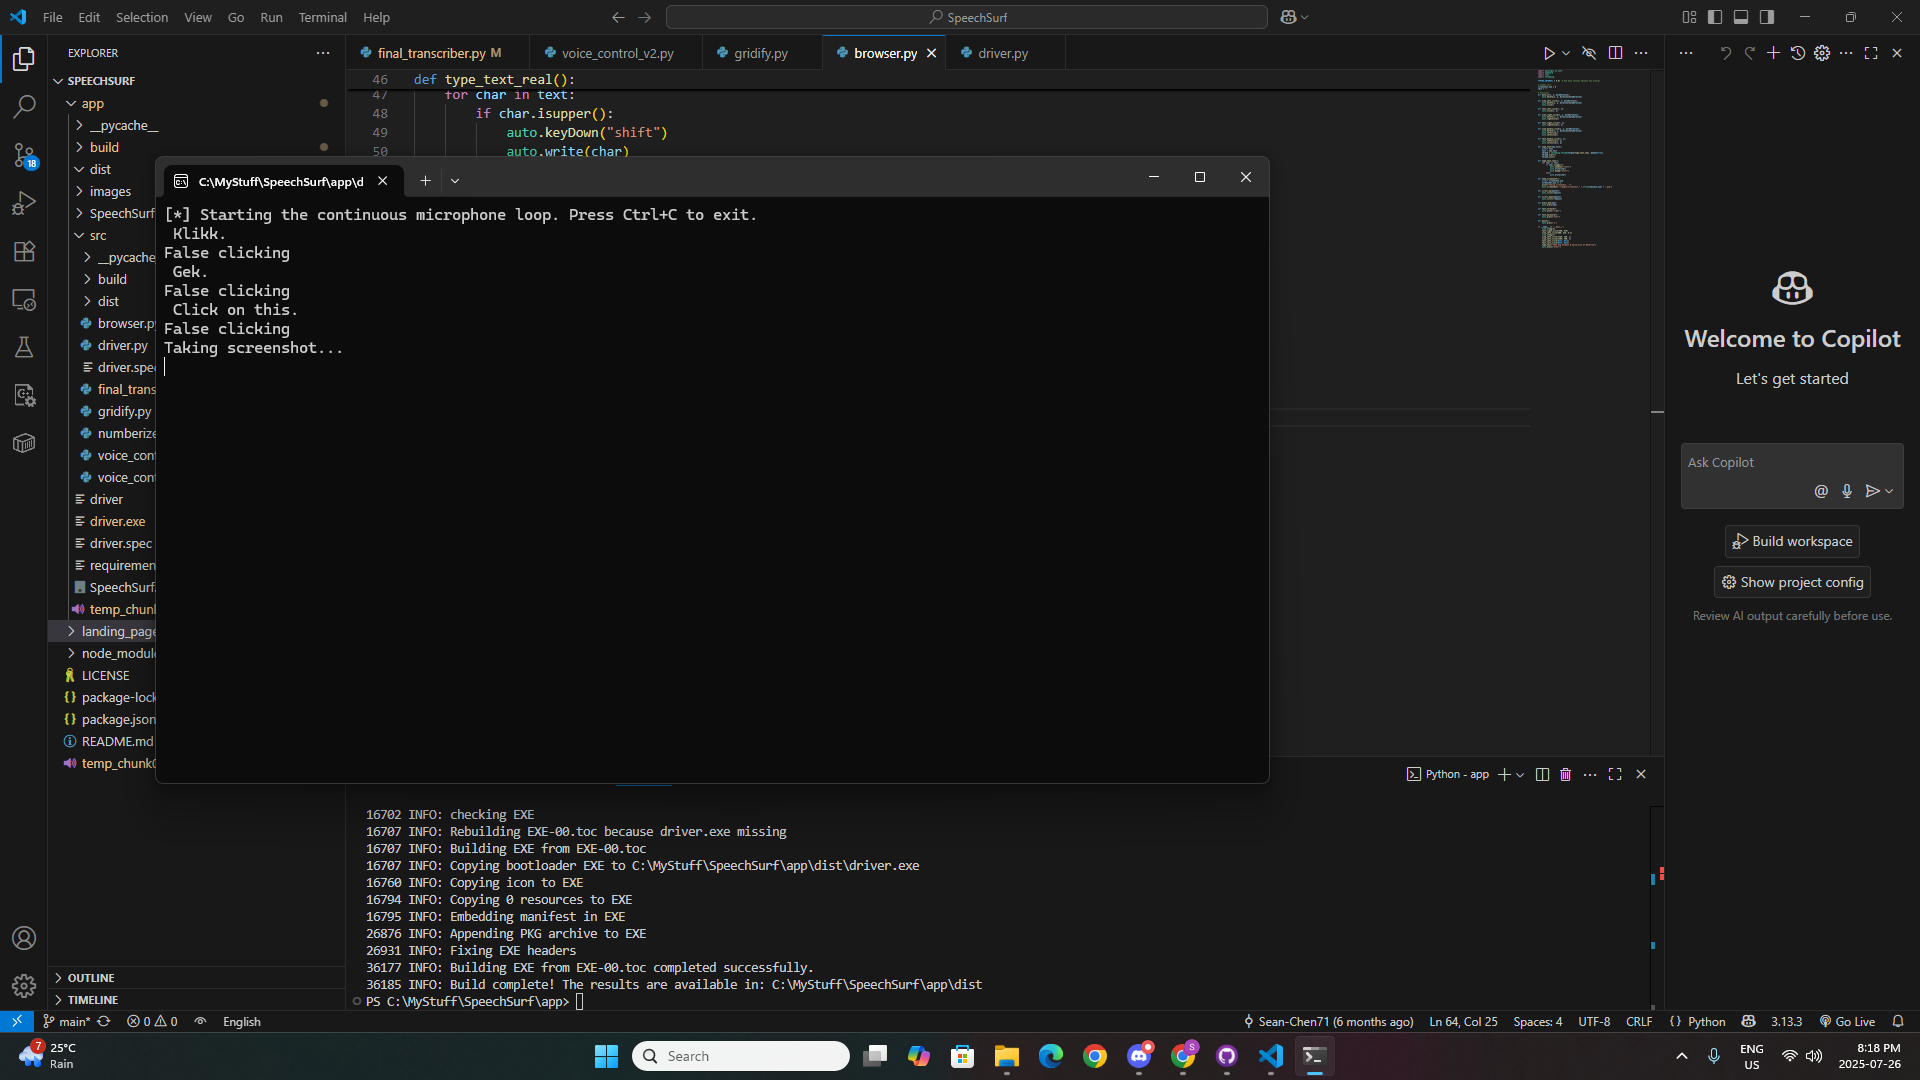 File Edit Selection View Go Run Terminal Help
SpeechSurf
EXPLORER
final_transcriber.py M
voice_control_v2.py
gridify.py
browser.py
driver.py
SPEECHSURF
app
__pycache__
build
dist
images
SpeechSurf
src
__pycache
build
dist
browser.py
driver.py
driver.spe
final_trans
gridify.py
numberize
voice_con
voice_con
driver
driver.exe
driver.spec
requiremen
SpeechSurf
temp_chunk
landing_page
node_module
LICENSE
package-lock
package.json
README.md
temp_chunk
OUTLINE
TIMELINE
46 def type_text_real():
47 for char in text:
48 if char.isupper():
49 auto.keyDown("shift")
50 auto.write(char)
C:\MyStuff\SpeechSurf\app\d
[*] Starting the continuous microphone loop. Press Ctrl+C to exit.
Klikk.
False clicking
Gek.
False clicking
Click on this.
False clicking
Taking screenshot...
Python - app
16702 INFO: checking EXE
16707 INFO: Rebuilding EXE-00.toc because driver.exe missing
16707 INFO: Building EXE from EXE-00.toc
16707 INFO: Copying bootloader EXE to C:\MyStuff\SpeechSurf\app\dist\driver.exe
16760 INFO: Copying icon to EXE
16794 INFO: Copying 0 resources to EXE
16795 INFO: Embedding manifest in EXE
26876 INFO: Appending PKG archive to EXE
26931 INFO: Fixing EXE headers
36177 INFO: Building EXE from EXE-00.toc completed successfully.
36185 INFO: Build complete! The results are available in: C:\MyStuff\SpeechSurf\app\dist
PS C:\MyStuff\SpeechSurf\app>
Welcome to Copilot
Let's get started
Ask Copilot
Build workspace
Show project config
Review AI output carefully before use.
18
main* 0 0 English
Sean-Chen71 (6 months ago) Ln 64, Col 25 Spaces: 4 UTF-8 CRLF Python 3.13.3 Go Live
7
25°C
Rain
Search
S
ENG
US
8:18 PM
2025-07-26